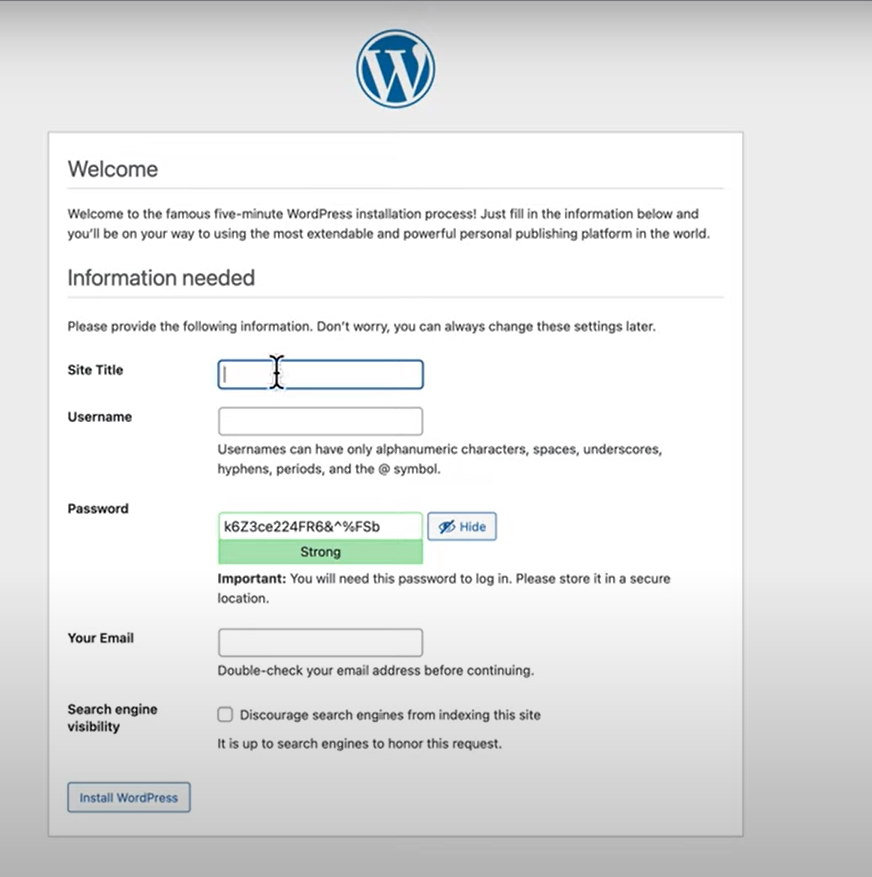 Welcome
Welcome to the famous five-minute WordPress installation process! Just fill in the information below and
you'll be on your way to using the most extendable and powerful personal publishing platform in the world.
Information needed
Please provide the following information. Don't worry, you can always change these settings later.
Site Title
Username
Usernames can have only alphanumeric characters, spaces, underscores,
hyphens, periods, and the @ symbol.
Password
k6Z3ce224FR6&^%FSb
Hide
Strong
Important: You will need this password to log in. Please store it in a secure
location.
Your Email
Double-check your email address before continuing.
Search engine
visibility
Discourage search engines from indexing this site
It is up to search engines to honor this request.
Install WordPress